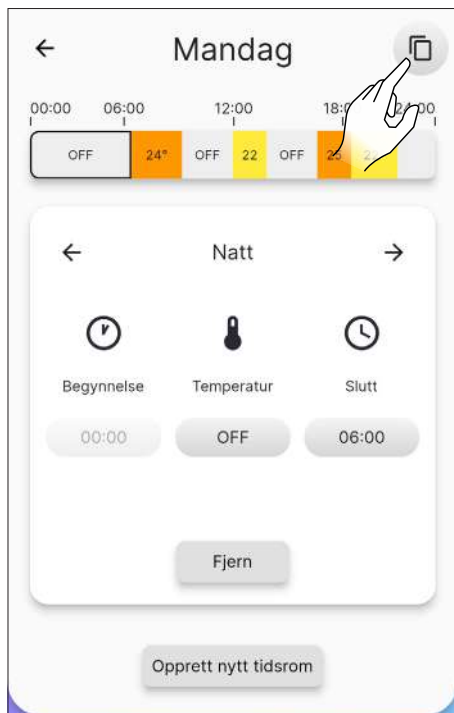 Mandag
00:00 06:00 12:00
OFF 24° OFF 22 OFF
Natt
Begynnelse Temperatur Slutt
00:00 OFF 06:00
Fjern
Opprett nytt tidsrom